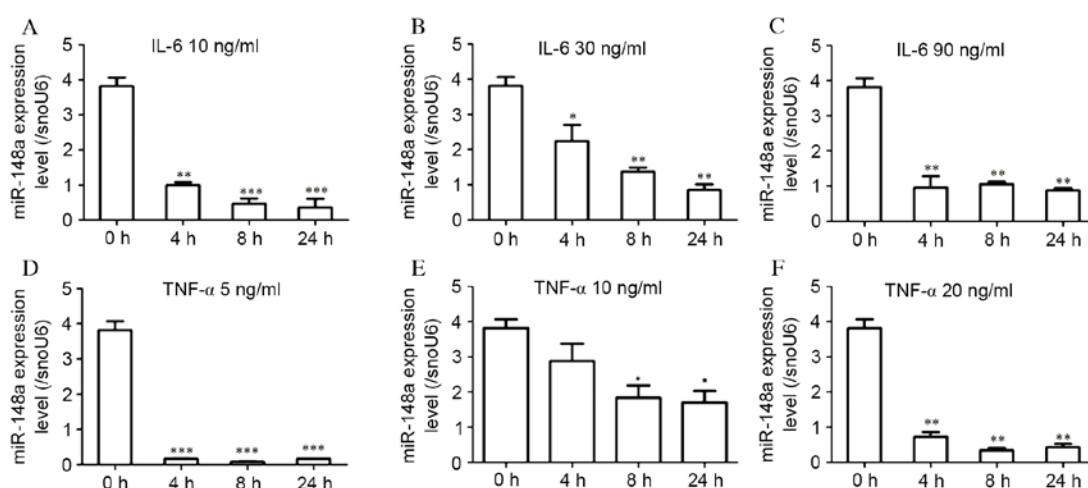 A
IL-6 10 ng/ml
miR-148a expression
level (/snoU6)
5
4
3
2
1
0
**
***
***
0 h
4 h
8 h
24 h
B
IL-6 30 ng/ml
miR-148a expression
level (/snoU6)
5
4
3
2
1
0
*
**
**
0 h
4 h
8 h
24 h
C
IL-6 90 ng/ml
miR-148a expression
level (/snoU6)
5
4
3
2
1
0
**
**
**
0 h
4 h
8 h
24 h
D
TNF-α 5 ng/ml
miR-148a expression
level (/snoU6)
5
4
3
2
1
0
***
***
***
0 h
4 h
8 h
24 h
E
TNF-α 10 ng/ml
miR-148a expression
level (/snoU6)
5
4
3
2
1
0
*
*
0 h
4 h
8 h
24 h
F
TNF-α 20 ng/ml
miR-148a expression
level (/snoU6)
5
4
3
2
1
0
**
**
**
0 h
4 h
8 h
24 h